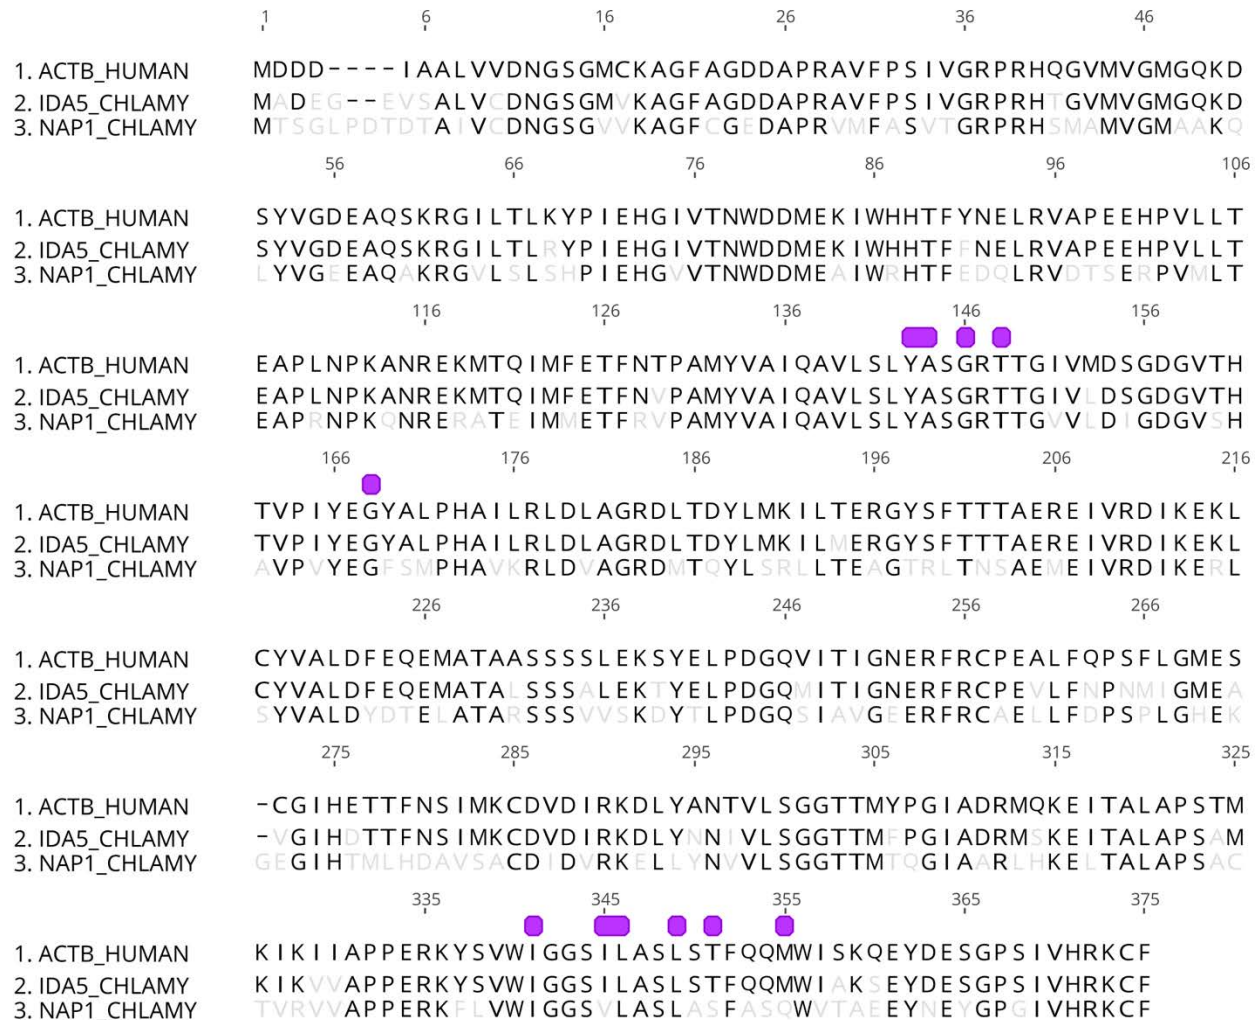 1 6 16 26 36 46
1. ACTB_HUMAN MDDD----IAALVVDNGSGMCKAGFAGDDAPRAVFPSIVGRPRHQGVMVGMGQKD
2. IDA5_CHLAMY MADEG--EVSALVCDNGSGMVKAGFAGDDAPRAVFPSIVGRPRHTGVMVGMGQKD
3. NAP1_CHLAMY MTSGLPDTDTAIVCDNGSGVVKAGFCGEDAPRVMFASVTGRPRHSMAMVGMAAKQ
56 66 76 86 96 106
1. ACTB_HUMAN SYVGDEAQSKRGILTLKYPIEHGIVTNWDDMEKIWHHTFYNELRVAPEEHPVLLT
2. IDA5_CHLAMY SYVGDEAQSKRGILTLRYPIEHGIVTNWDDMEKIWHHTFFNELRVAPEEHPVLLT
3. NAP1_CHLAMY LYVGEEAQAKRGVLSLSHPIEHGVVTNWDDMEAIWRHTFEDQLRVDTSERPVMLT
116 126 136 146 156
1. ACTB_HUMAN EAPLNPKANREKMTQIMFETFNTPAMYVAIQAVLSLYASGRTTGIVMDSGDGVTH
2. IDA5_CHLAMY EAPLNPKANREKMTQIMFETFNVPAMYVAIQAVLSLYASGRTTGIVLDSGDGVTH
3. NAP1_CHLAMY EAPRNPKQNRERATEIMMETFRVPAMYVAIQAVLSLYASGRTTGVVLDIGDGVSH
166 176 186 196 206 216
1. ACTB_HUMAN TVPIYEGYALPHAILRLDLAGRDLTDYLMKILTERGYSFTTTAEREIVRDIKEKL
2. IDA5_CHLAMY TVPIYEGYALPHAILRLDLAGRDLTDYLMKILMERGYSFTTTAEREIVRDIKEKL
3. NAP1_CHLAMY AVPVYEGFSMPHAVKRLDVAGRDMTQYLSRLLTEAGTRLTNSAEMEIVRDIKERL
226 236 246 256 266
1. ACTB_HUMAN CYVALDFEQEMATAASSSSLEKSYELPDGQVITIGNERFRCPEALFQPSFLGMES
2. IDA5_CHLAMY CYVALDFEQEMATALSSSALEKTYELPDGQMITIGNERFRCPEVLFNPNMIGMEA
3. NAP1_CHLAMY SYVALDYDTELATARSSSVVSKDYTLPDGQSIAVGEERFRCAELLFDPSPLGHEK
275 285 295 305 315 325
1. ACTB_HUMAN -CGIHETTFNSIMKCDVDIRKDLYANTVLSGGTTMYPGIADRMQKEITALAPSTM
2. IDA5_CHLAMY -VGIHDTTFNSIMKCDVDIRKDLYNNIVLSGGTTMFPGIADRMSKEITALAPSAM
3. NAP1_CHLAMY GEGIHTMLHDAVSACDIDVRKELLYNVVLSGGTTMTQGIAARLHKELTALAPSAC
335 345 355 365 375
1. ACTB_HUMAN KIKIIAPPERKYSVWIGGSILASLSTFQQMWISKQEYDESGPSIVHRKCF
2. IDA5_CHLAMY KIKVVAPPERKYSVWIGGSILASLSTFQQMWIAKSEYDESGPSIVHRKCF
3. NAP1_CHLAMY TVRVVAPPERKFLVWIGGSVLASLASFASQWVTAEEYNEYGPGIVHRKCF